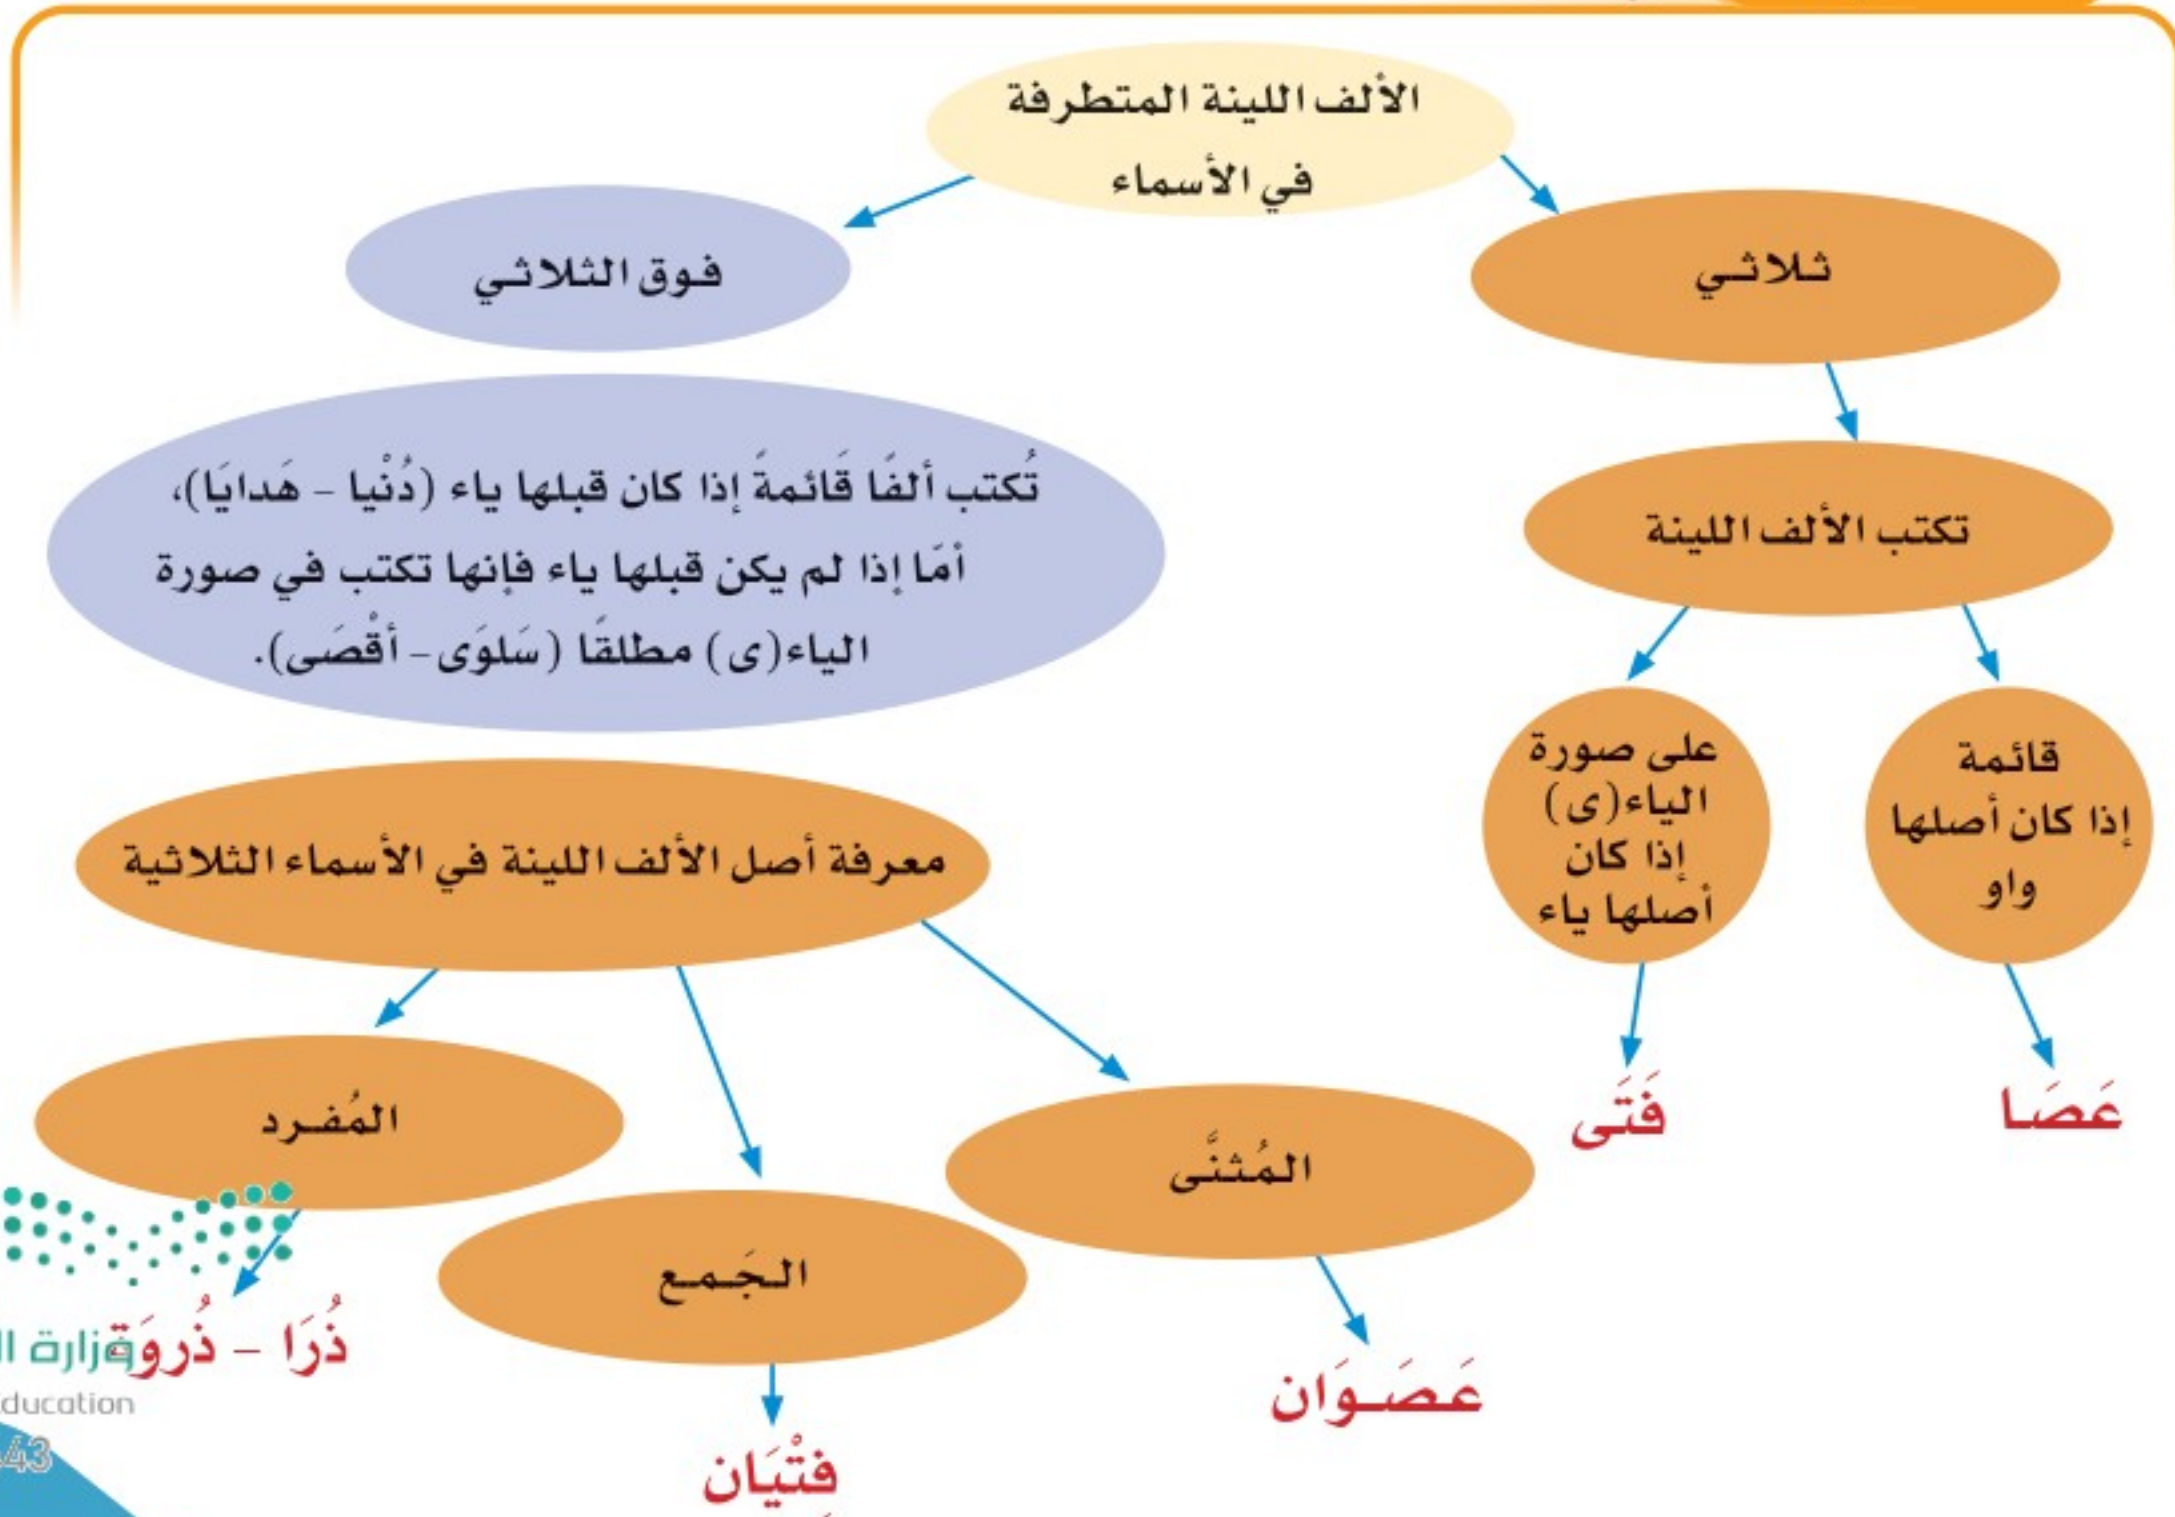 الألف اللينة المتطرفة
في الأسماء
ثلاثي
فوق الثلاثي
تكتب الألف اللينة
قائمة
إذا كان أصلها
واو
على صورة
الياء(ى)
إذا كان
أصلها ياء
عَصَا
فَتَى
تُكتب ألفًا قَائمةً إذا كان قبلها ياء (دُنْيا - هَدايَا)،
أمَا إذا لم يكن قبلها ياء فإنها تكتب في صورة
الياء(ى) مطلقًا (سَلوَى- أقْصَى).
معرفة أصل الألف اللينة في الأسماء الثلاثية
المُثنَّى
الجَمع
المُفرد
عَصَوَان
فِتْيَان
ذُرَا - ذُروَة
وزارة ال
ducation
43